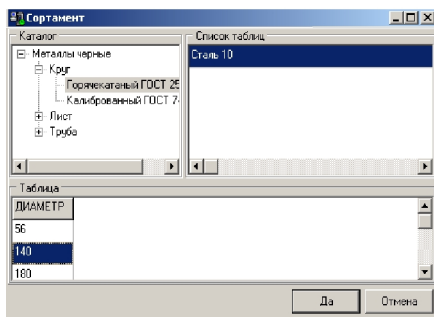 Сортамент
Каталог
Металлы черные
Круг
Горячекатаный ГОСТ 25
Калиброванный ГОСТ 7
Лист
Труба
Список таблиц
Сталь 10
Таблица
ДИАМЕТР
56
140
180
Да
Отмена